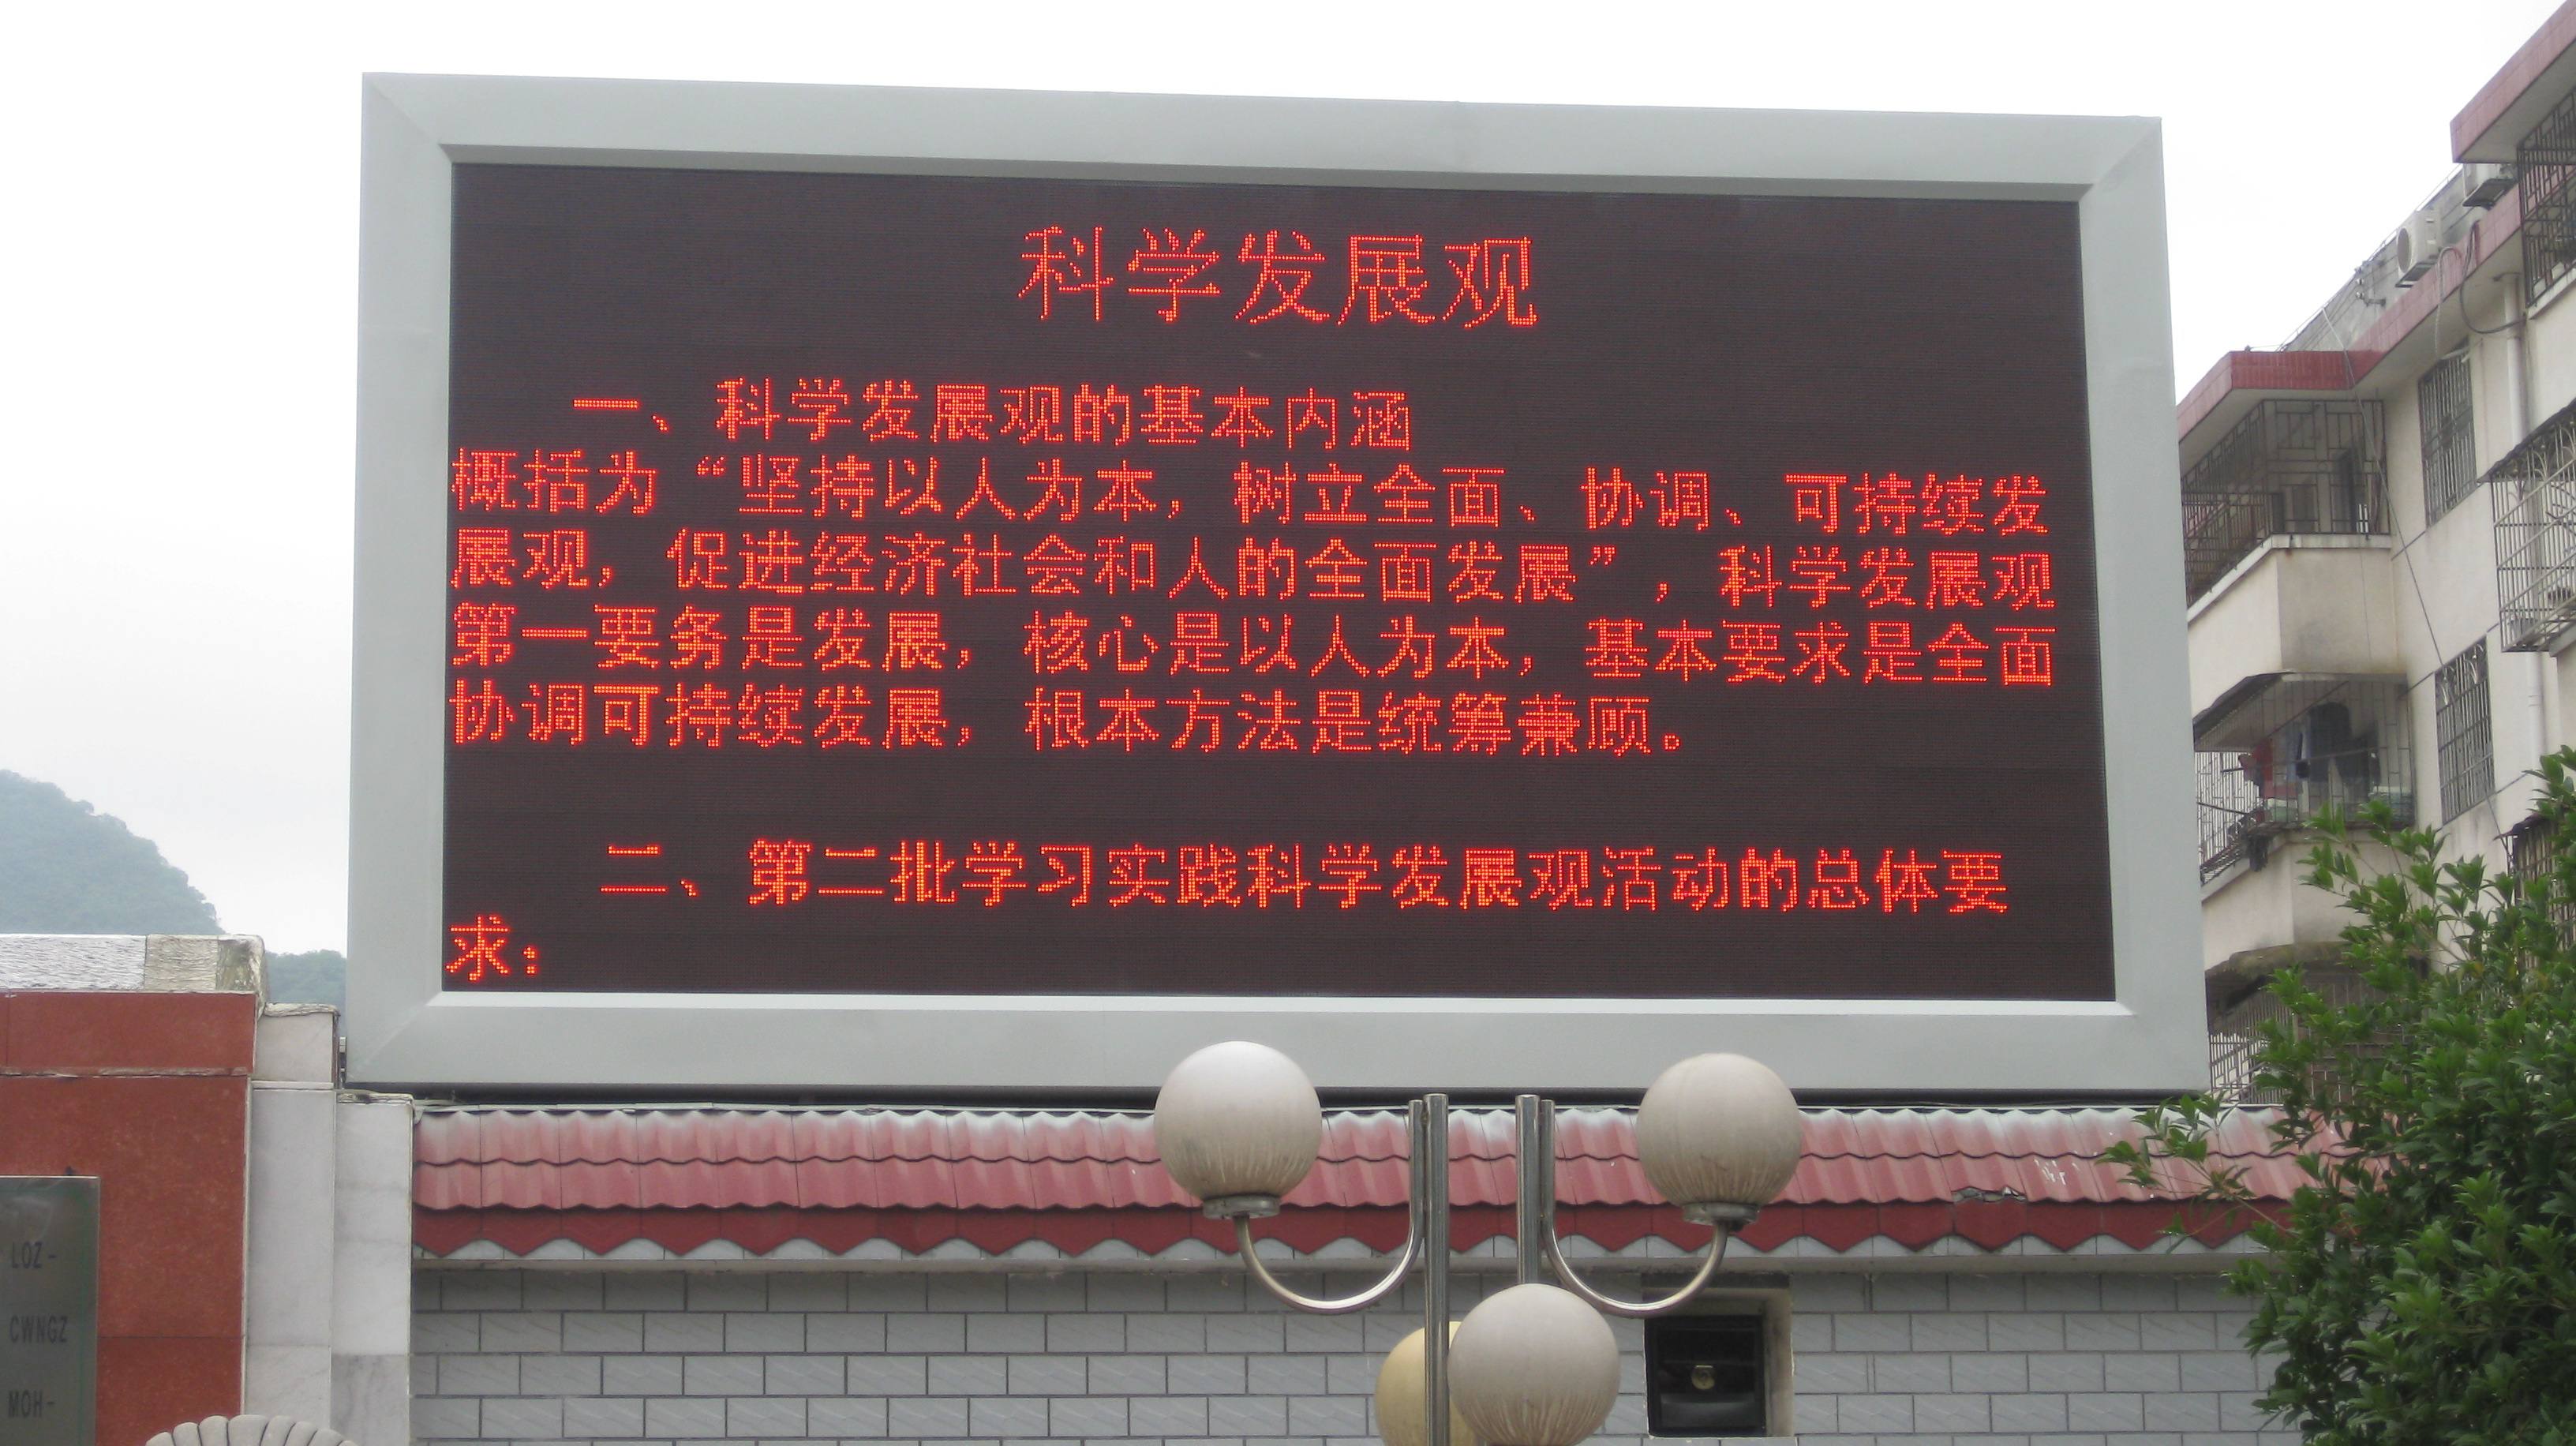 科学发展观
一、科学发展观的基本内涵
概括为“坚持以人为本，树立全面、协调、可持续发
展观，促进经济社会和人的全面发展”，科学发展观
第一要务是发展，核心是以人为本，基本要求是全面
协调可持续发展，根本方法是统筹兼顾。
二、第二批学习实践科学发展观活动的总体要
求：
LOZ-
CWNGZ
MOH-